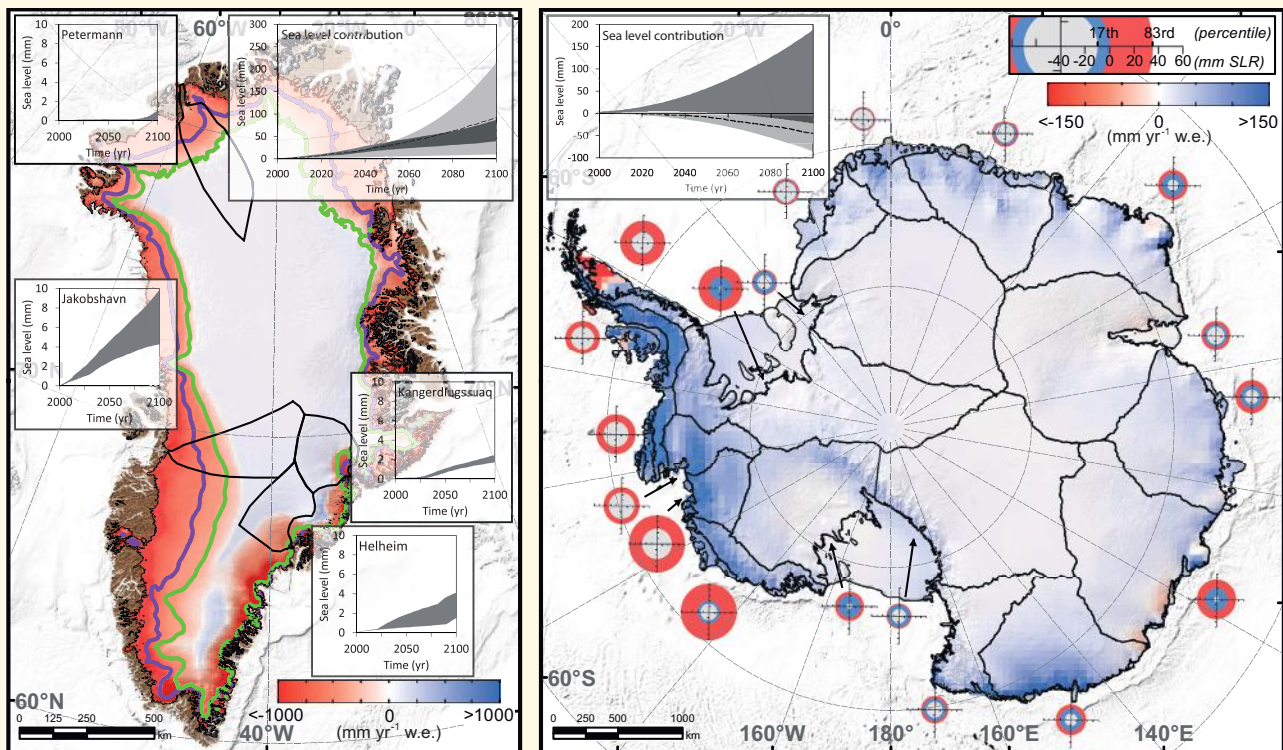 60°W
80°N
Petermann
Sea level (mm)
10
8
6
4
2
0
2000
2050
2100
Time (yr)
Sea level contribution
Sea level(mm)
300
250
200
150
100
50
0
2000
2020
2040
2060
2080
2100
Time (yr)
Jakobshavn
Sea level (mm)
10
8
6
4
2
0
2000
2050
2100
Time (yr)
Kangerdlugssuaq
Sea level (mm)
10
8
6
4
2
0
2000
2050
2100
Time (yr)
Helheim
Sea level (mm)
10
8
6
4
2
0
2000
2050
2100
Time (yr)
60°N
40°W
0 125 250 500
km
<-1000 0 >1000
(mm yr-1 w.e.)
0°
Sea level contribution
Sea level (mm)
200
150
100
50
0
-50
-100
2000
2020
2040
2060
2080
2100
Time (yr)
17th 83rd (percentile)
-40 -20 0 20 40 60 (mm SLR)
<-150 0 >150
(mm yr-1 w.e.)
60°S
60°S
0 250 500 1000
km
160°W
180°
160°E
140°E